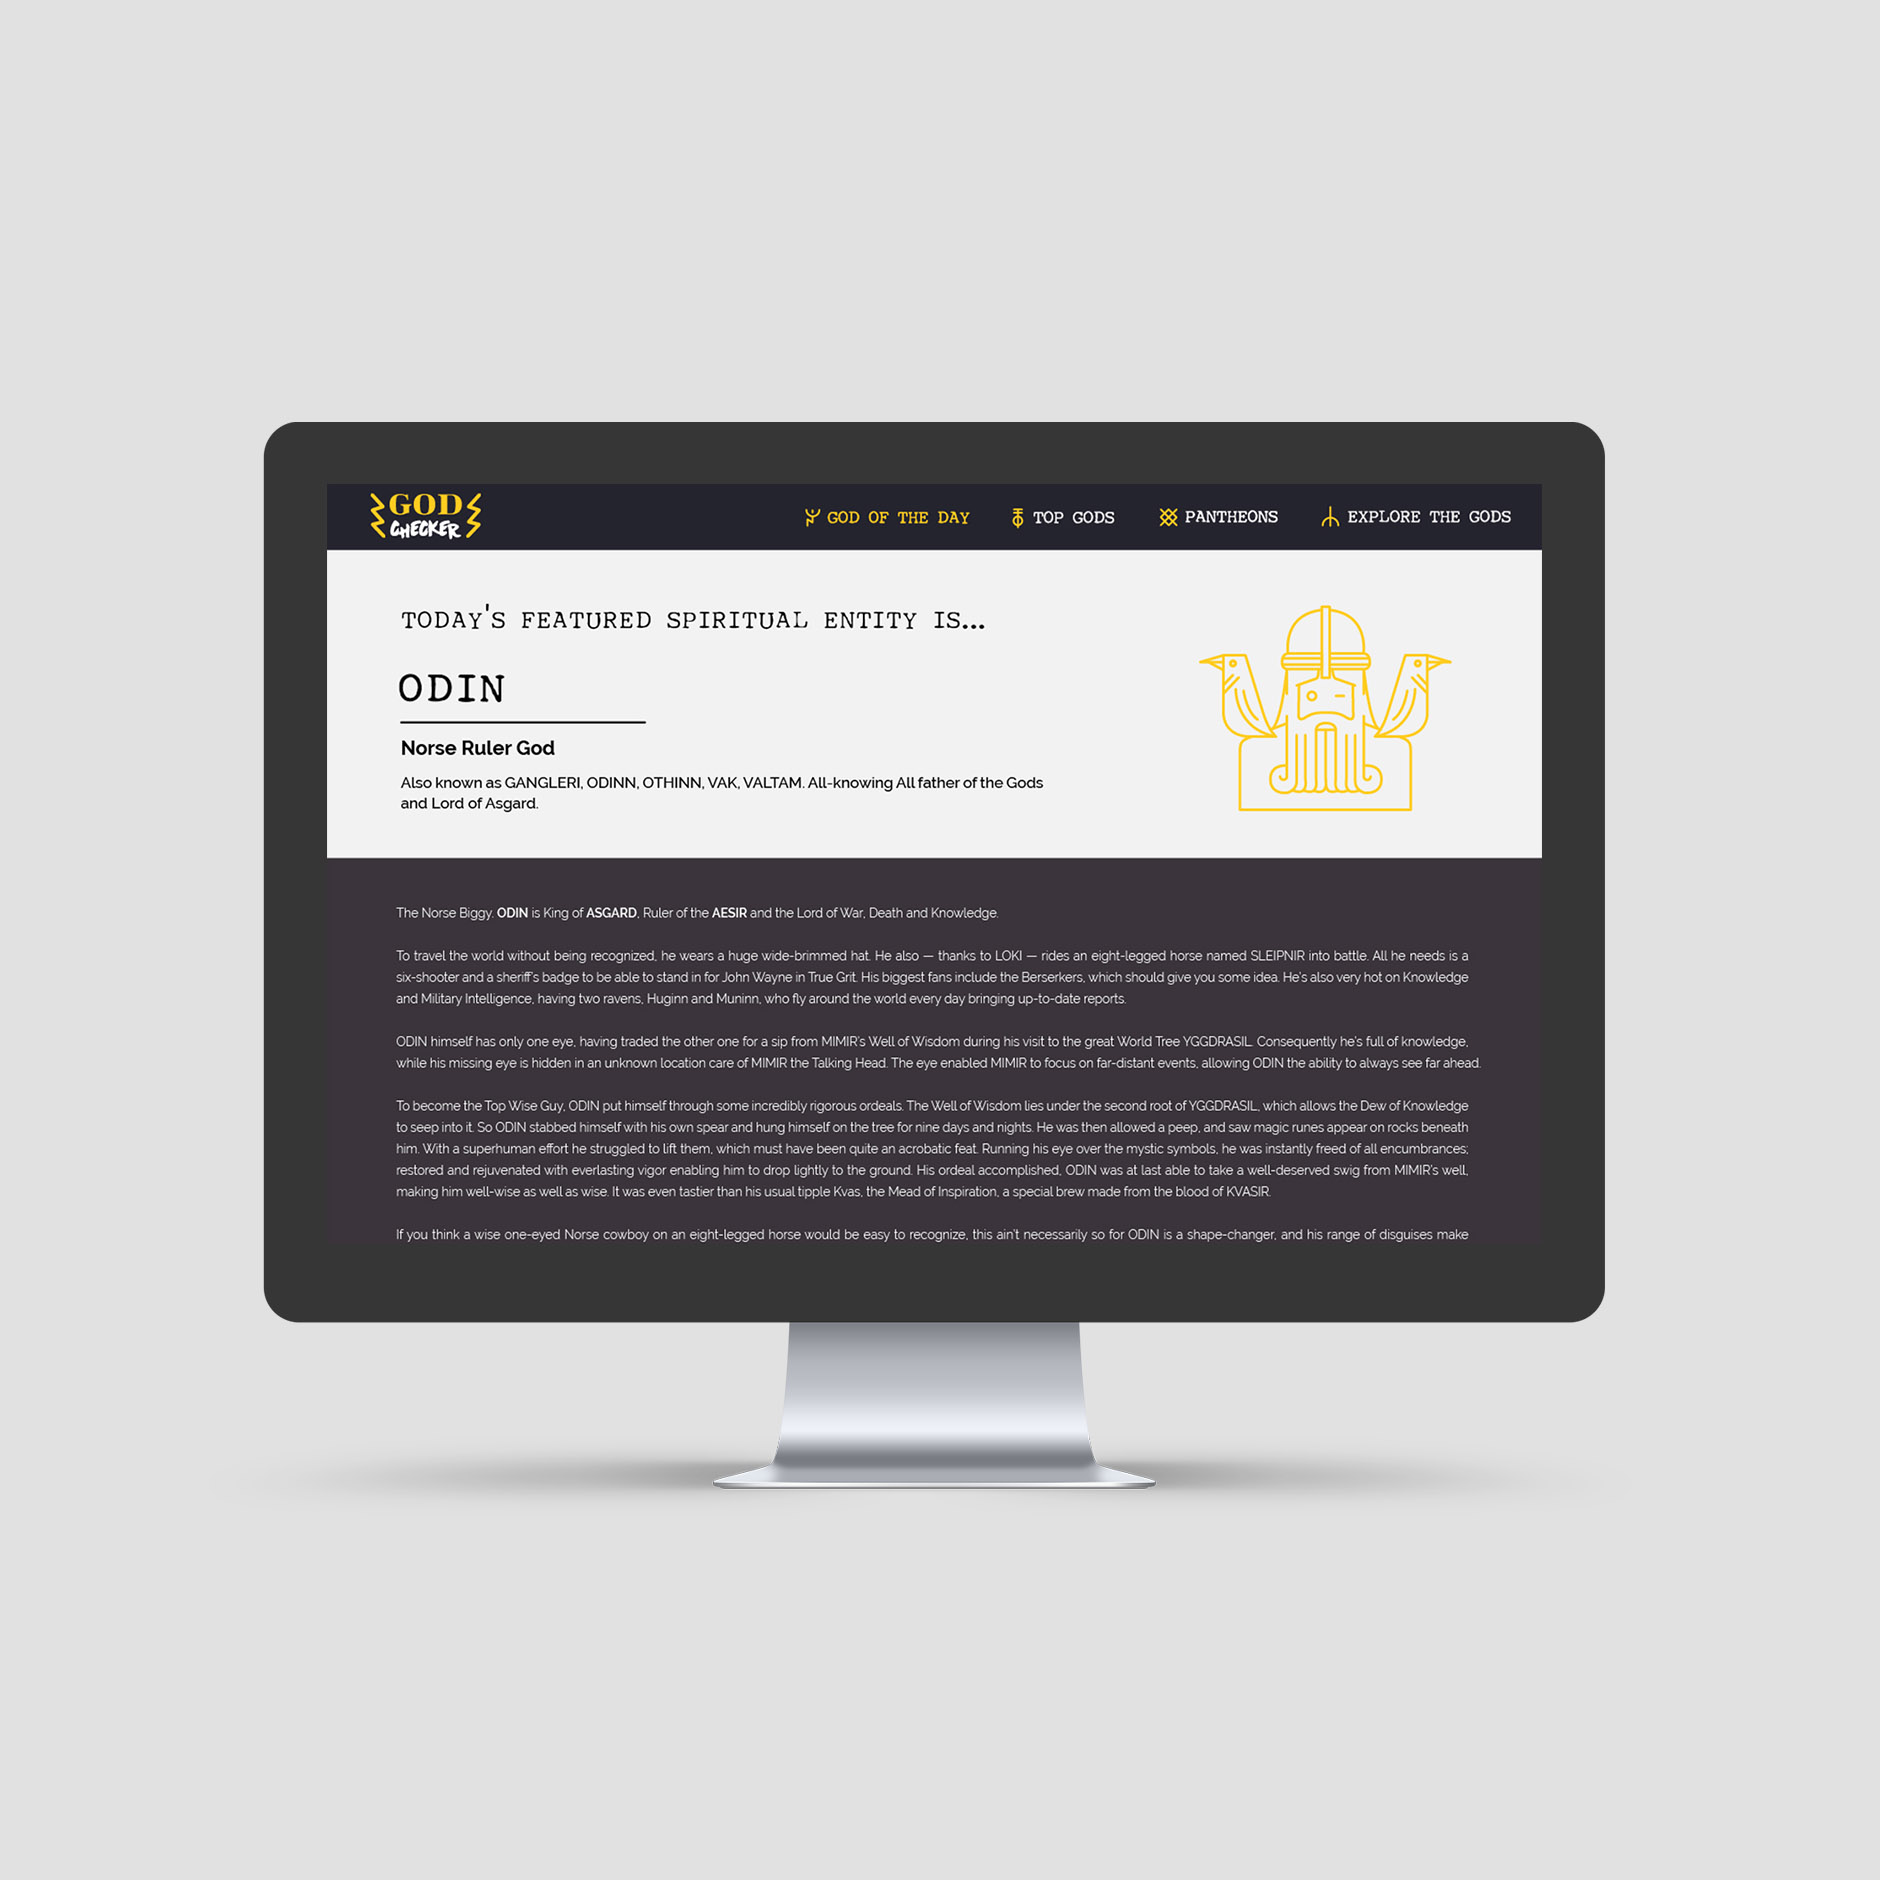 GOD
CHECKER
GOD OF THE DAY
TOP GODS
PANTHEONS
EXPLORE THE GODS
TODAY'S FEATURED SPIRITUAL ENTITY IS...
ODIN
Norse Ruler God
Also known as GANGLERI, ODINN, OTHINN, VAK, VALTAM. All-knowing All father of the Gods
and Lord of Asgard.
The Norse Biggy. ODIN is King of ASGARD, Ruler of the AESIR and the Lord of War, Death and Knowledge.
To travel the world without being recognized, he wears a huge wide-brimmed hat. He also — thanks to LOKI — rides an eight-legged horse named SLEIPNIR into battle. All he needs is a
six-shooter and a sheriff's badge to be able to stand in for John Wayne in True Grit. His biggest fans include the Berserkers, which should give you some idea. He's also very hot on Knowledge
and Military Intelligence, having two ravens, Huginn and Muninn, who fly around the world every day bringing up-to-date reports.
ODIN himself has only one eye, having traded the other one for a sip from MIMIR's Well of Wisdom during his visit to the great World Tree YGGDRASIL. Consequently he's full of knowledge,
while his missing eye is hidden in an unknown location care of MIMIR the Talking Head. The eye enabled MIMIR to focus on far-distant events, allowing ODIN the ability to always see far ahead.
To become the Top Wise Guy, ODIN put himself through some incredibly rigorous ordeals. The Well of Wisdom lies under the second root of YGGDRASIL, which allows the Dew of Knowledge
to seep into it. So ODIN stabbed himself with his own spear and hung himself on the tree for nine days and nights. He was then allowed a peep, and saw magic runes appear on rocks beneath
him. With a superhuman effort he struggled to lift them, which must have been quite an acrobatic feat. Running his eye over the mystic symbols, he was instantly freed of all encumbrances;
restored and rejuvenated with everlasting vigor enabling him to drop lightly to the ground. His ordeal accomplished, ODIN was at last able to take a well-deserved swig from MIMIR's well,
making him well-wise as well as wise. It was even tastier than his usual tipple Kvas, the Mead of Inspiration, a special brew made from the blood of KVASIR.
If you think a wise one-eyed Norse cowboy on an eight-legged horse would be easy to recognize, this ain't necessarily so for ODIN is a shape-changer, and his range of disguises make